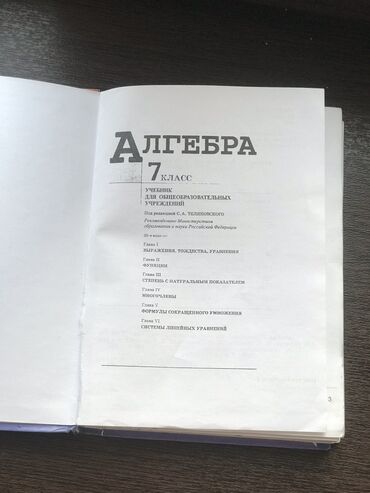 АЛГЕБРА
7 КЛАСС
УЧЕБНИК
ДЛЯ ОБЩЕОБРАЗОВАТЕЛЬНЫХ
УЧРЕЖДЕНИЙ
Под редакцией С. А. ТЕЛЯКОВСКОГО
Рекомендовано Министерством
образования и науки Российской Федерации
Глава I
ВЫРАЖЕНИЯ, ТОЖДЕСТВА, УРАВНЕНИЯ
Глава II
ФУНКЦИИ
Глава III
СТЕПЕНЬ С НАТУРАЛЬНЫМ ПОКАЗАТЕЛЕМ
Глава IV
МНОГОЧЛЕНЫ
Глава V
ФОРМУЛЫ СОКРАЩЕННОГО УМНОЖЕНИЯ
Глава VI
СИСТЕМЫ ЛИНЕЙНЫХ УРАВНЕНИЙ
3